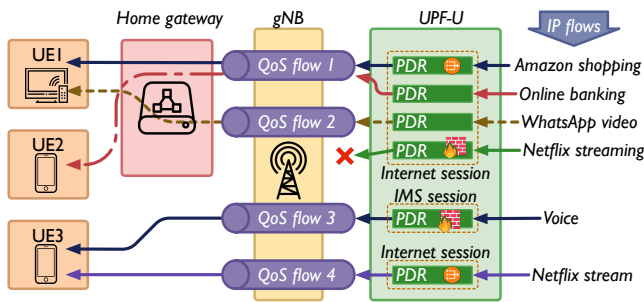 Home gateway
gNB
UPF-U
IP flows
UE1
QoS flow 1
PDR
Amazon shopping
PDR
Online banking
QoS flow 2
PDR
WhatsApp video
UE2
PDR
Netflix streaming
Internet session
IMS session
UE3
QoS flow 3
PDR
Voice
Internet session
QoS flow 4
PDR
Netflix stream